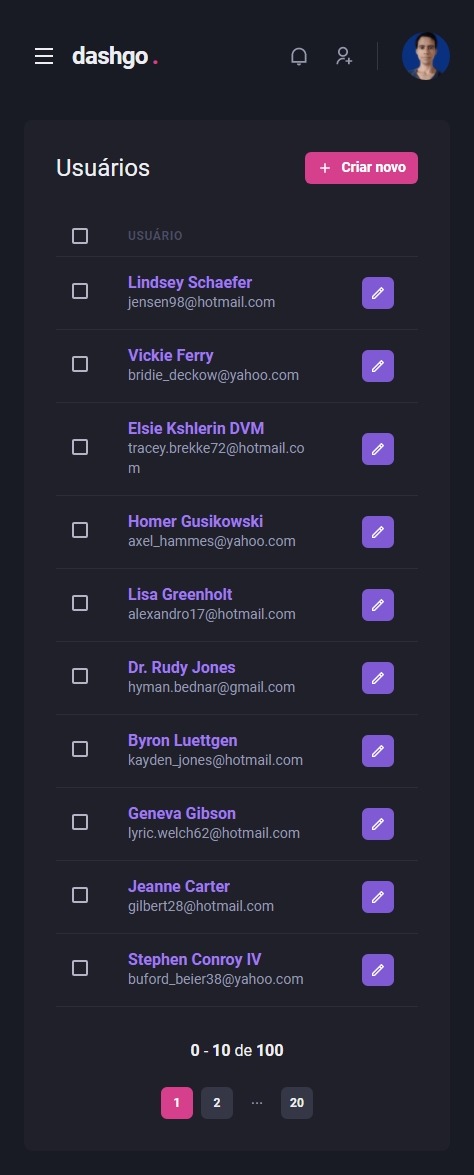 dashgo.
Usuários
+ Criar novo
USUÁRIO
Lindsey Schaefer
jensen98@hotmail.com
Vickie Ferry
bridie_deckow@yahoo.com
Elsie Kshlerin DVM
tracey.brekke72@hotmail.co
m
Homer Gusikowski
axel_hammes@yahoo.com
Lisa Greenholt
alexandro17@hotmail.com
Dr. Rudy Jones
hyman.bednar@gmail.com
Byron Luettgen
kayden_jones@hotmail.com
Geneva Gibson
lyric.welch62@hotmail.com
Jeanne Carter
gilbert28@hotmail.com
Stephen Conroy IV
buford_beier38@yahoo.com
0 - 10 de 100
1 2 ... 20